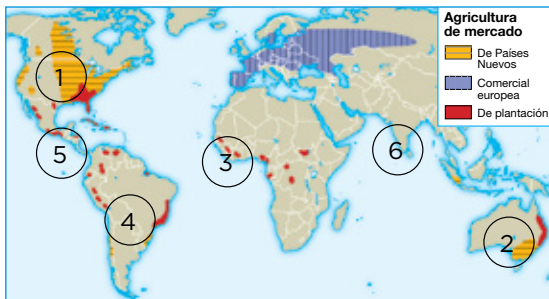 Agricultura
de mercado
De Países
Nuevos
Comercial
europea
De plantación
1
6
5
3
4
2